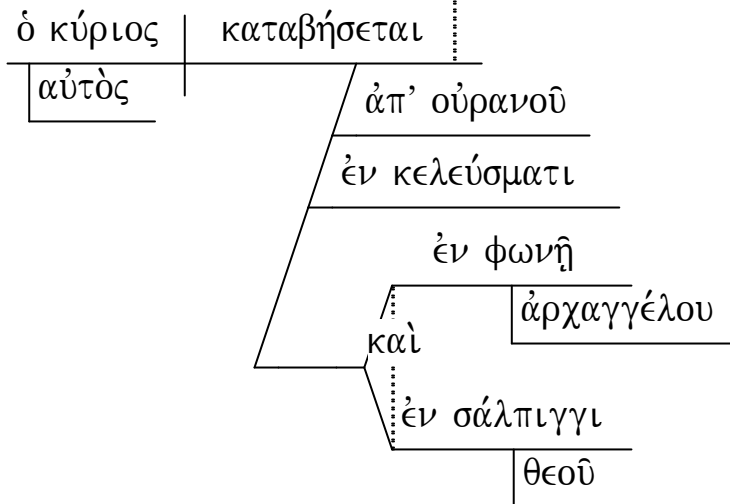 ὁ κύριος καταβήσεται
αὐτὸς
ἀπ’ οὐρανοῦ
ἐν κελεύσματι
ἐν φωνῇ
ἀρχαγγέλου
καὶ
ἐν σάλπιγγι
θεοῦ